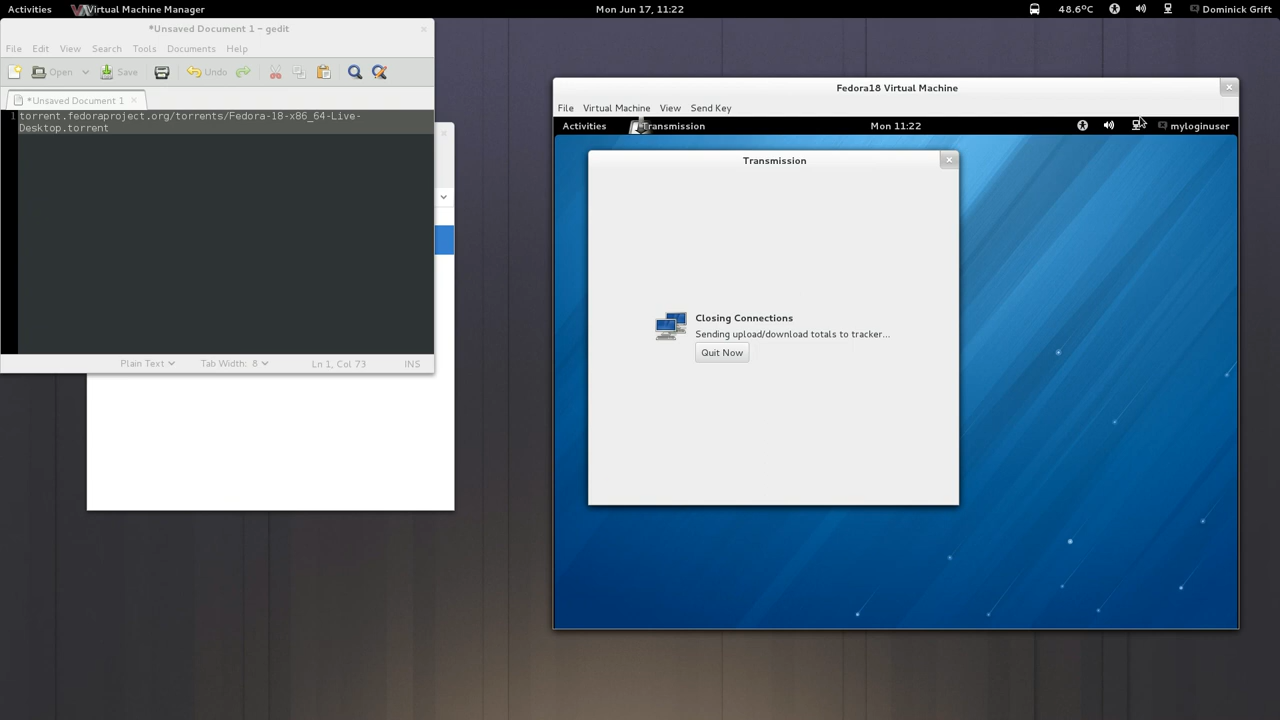 Activities Virtual Machine Manager Mon Jun 17, 11:22 48.6°C Dominick Grift
*Unsaved Document 1 – gedit
File Edit View Search Tools Documents Help
Open Save Undo
*Unsaved Document 1
1 torrent.fedoraproject.org/torrents/Fedora-18-x86_64-Live-
Desktop.torrent
Plain Text Tab Width: 8 Ln 1, Col 73 INS
Fedora18 Virtual Machine
File Virtual Machine View Send Key
Activities Transmission Mon 11:22 myloginuser
Transmission
Closing Connections
Sending upload/download totals to tracker...
Quit Now